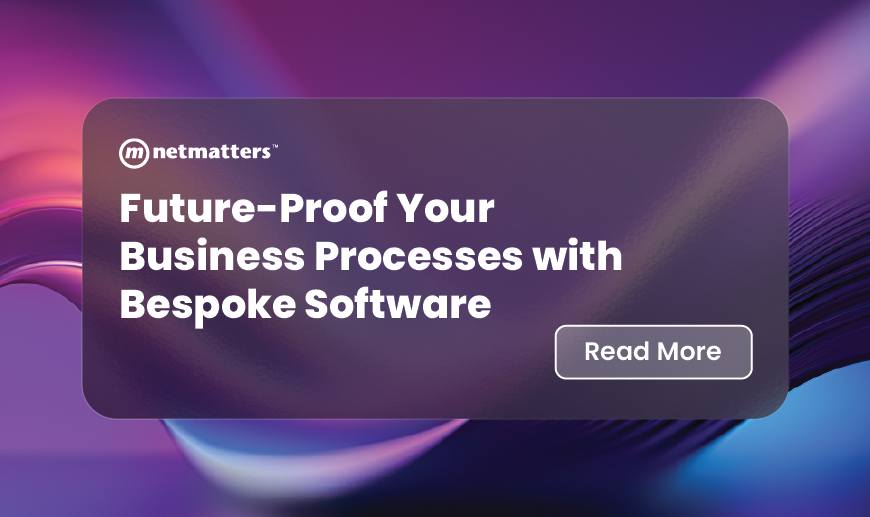 m netmatters™
Future-Proof Your
Business Processes with
Bespoke Software
Read More